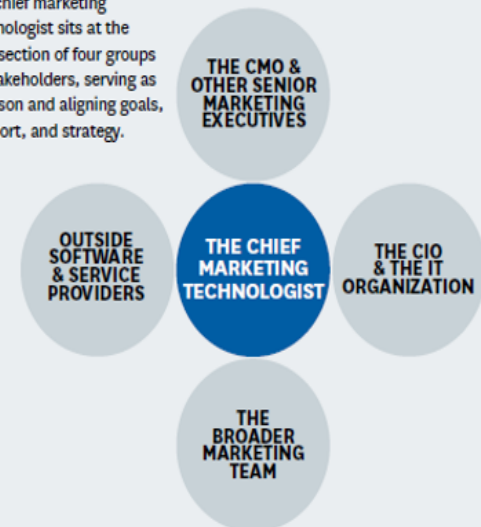 chief marketing
nologist sits at the
section of four groups
akeholders, serving as
son and aligning goals,
ort, and strategy.
THE CMO &
OTHER SENIOR
MARKETING
EXECUTIVES
OUTSIDE
SOFTWARE
& SERVICE
PROVIDERS
THE CHIEF
MARKETING
TECHNOLOGIST
THE CIO
& THE IT
ORGANIZATION
THE
BROADER
MARKETING
TEAM